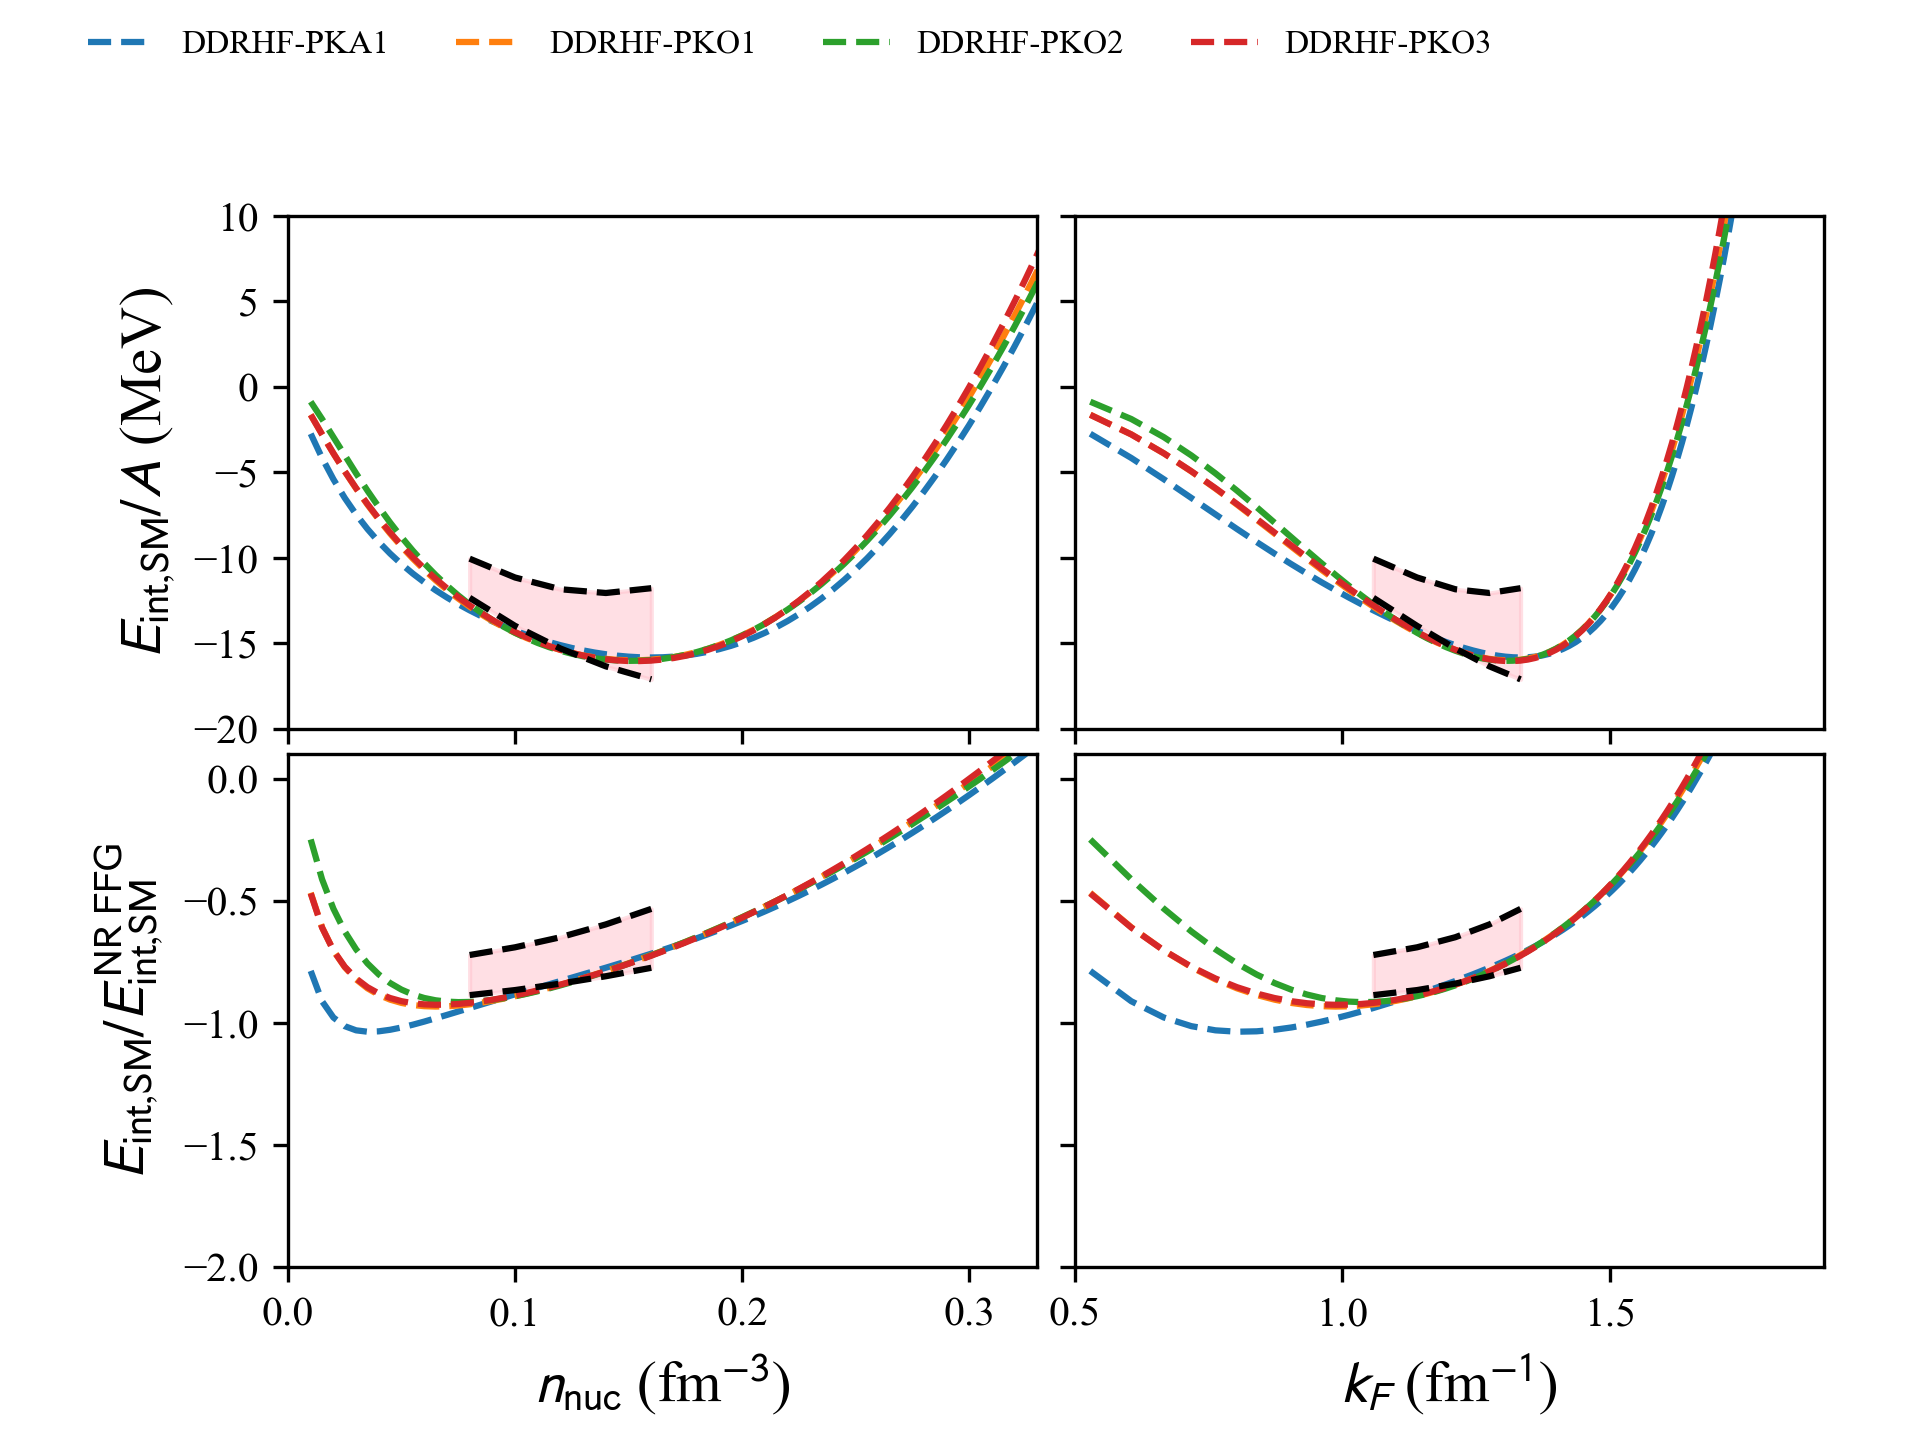 DDRHF-PKA1 DDRHF-PKO1 DDRHF-PKO2 DDRHF-PKO3
10
5
0
−5
−10
−15
−20
E_int,SM/A (MeV)
0.0
−0.5
−1.0
−1.5
−2.0
E_int,SM/E^NR FFG_int,SM
0.0 0.1 0.2 0.3
0.5 1.0 1.5
n_nuc (fm^−3)
k_F (fm^−1)